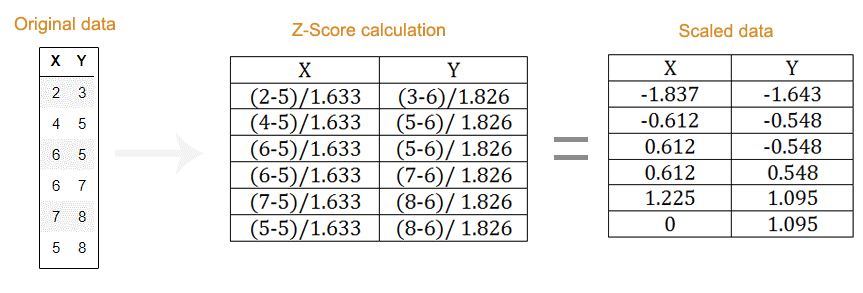 Original data
Z-Score calculation
Scaled data
X Y
2 3
4 5
6 5
6 7
7 8
5 8
X Y
(2-5)/1.633 (3-6)/1.826
(4-5)/1.633 (5-6)/ 1.826
(6-5)/1.633 (5-6)/ 1.826
(6-5)/1.633 (7-6)/ 1.826
(7-5)/1.633 (8-6)/ 1.826
(5-5)/1.633 (8-6)/ 1.826
=
X Y
-1.837 -1.643
-0.612 -0.548
0.612 -0.548
0.612 0.548
1.225 1.095
0 1.095